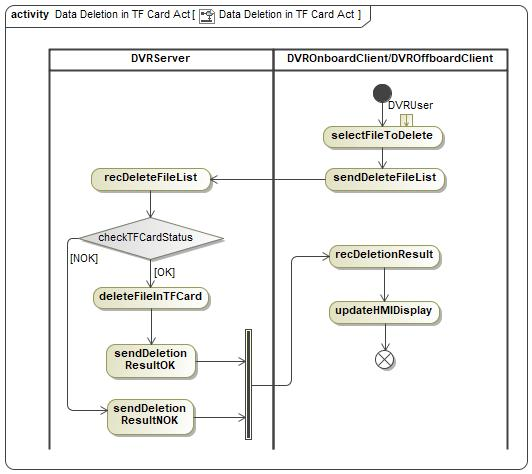 activity Data Deletion in TF Card Act [ Data Deletion in TF Card Act ]
DVRServer
DVROnboardClient/DVROffboardClient
DVRUser
selectFileToDelete
sendDeleteFileList
recDeleteFileList
checkTFCardStatus
[NOK]
[OK]
deleteFileInTFCard
sendDeletion
ResultOK
sendDeletion
ResultNOK
recDeletionResult
updateHMIDisplay